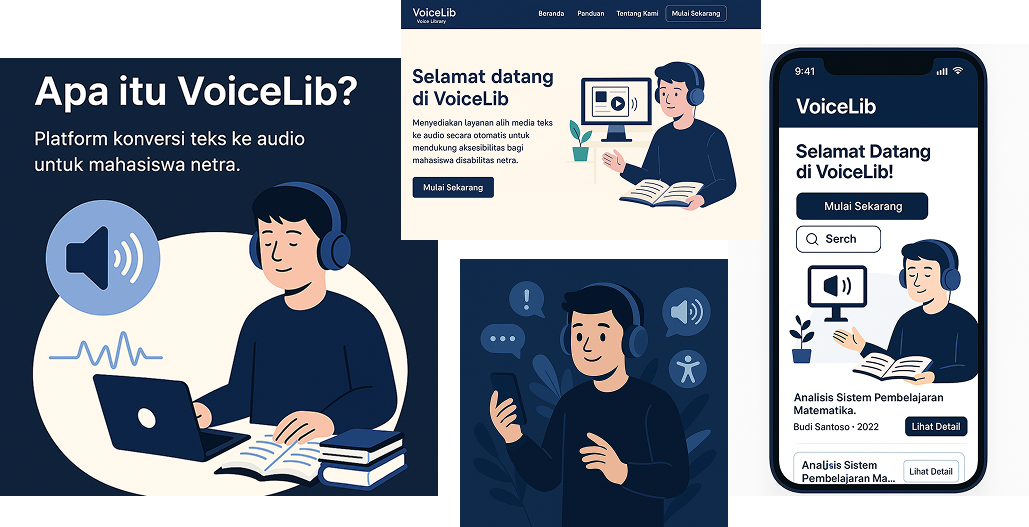 Apa itu VoiceLib?
Platform konversi teks ke audio
untuk mahasiswa netra.
VoiceLib
Voice Library
Beranda
Panduan
Tentang Kami
Mulai Sekarang
Selamat datang
di VoiceLib
Menyediakan layanan alih media teks
ke audio secara otomatis untuk
mendukung aksesibilitas bagi
mahasiswa disabilitas netra.
Mulai Sekarang
9:41
VoiceLib
Selamat Datang
di VoiceLib!
Mulai Sekarang
Serch
Analisis Sistem Pembelajaran
Matematika.
Budi Santoso • 2022
Lihat Detail
Analisis Sistem
Pembelajaran Ma...
Lihat Detail